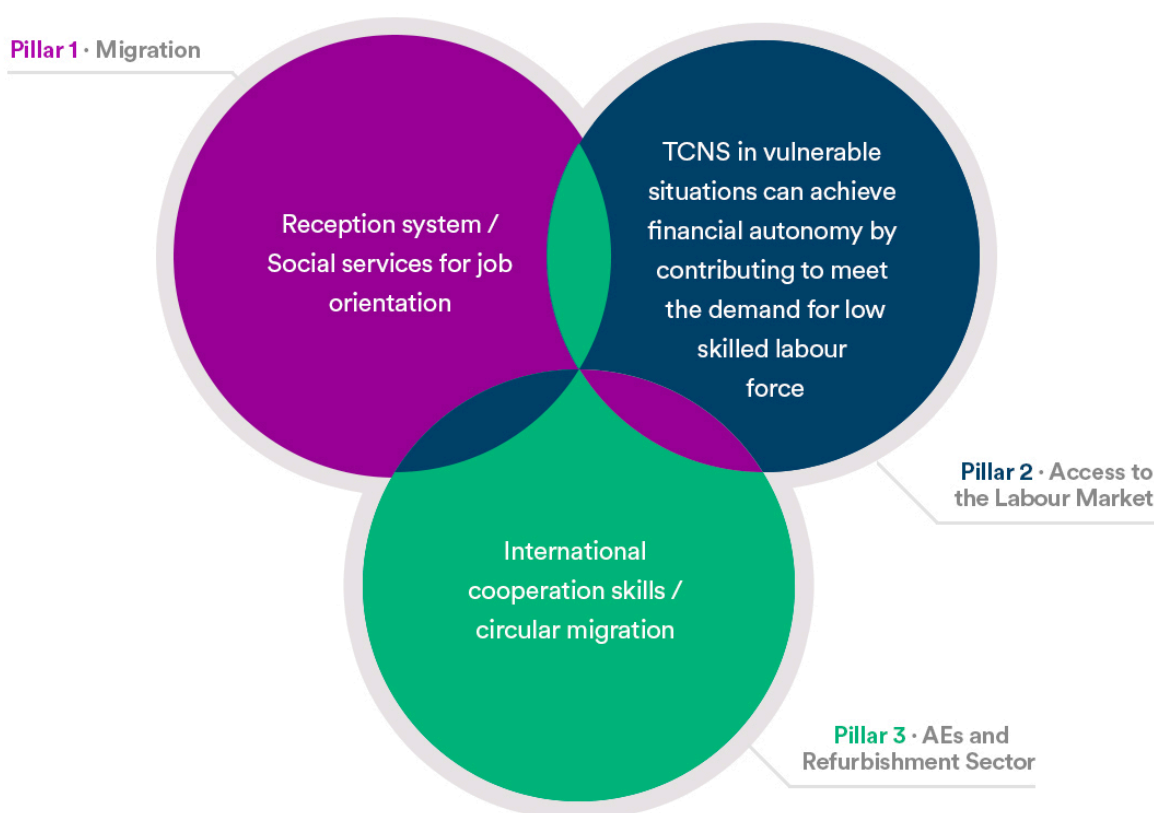 Pillar 1 · Migration
Reception system /
Social services for job
orientation
TCNS in vulnerable
situations can achieve
financial autonomy by
contributing to meet
the demand for low
skilled labour
force
Pillar 2 · Access to
the Labour Market
International
cooperation skills /
circular migration
Pillar 3 · AEs and
Refurbishment Sector